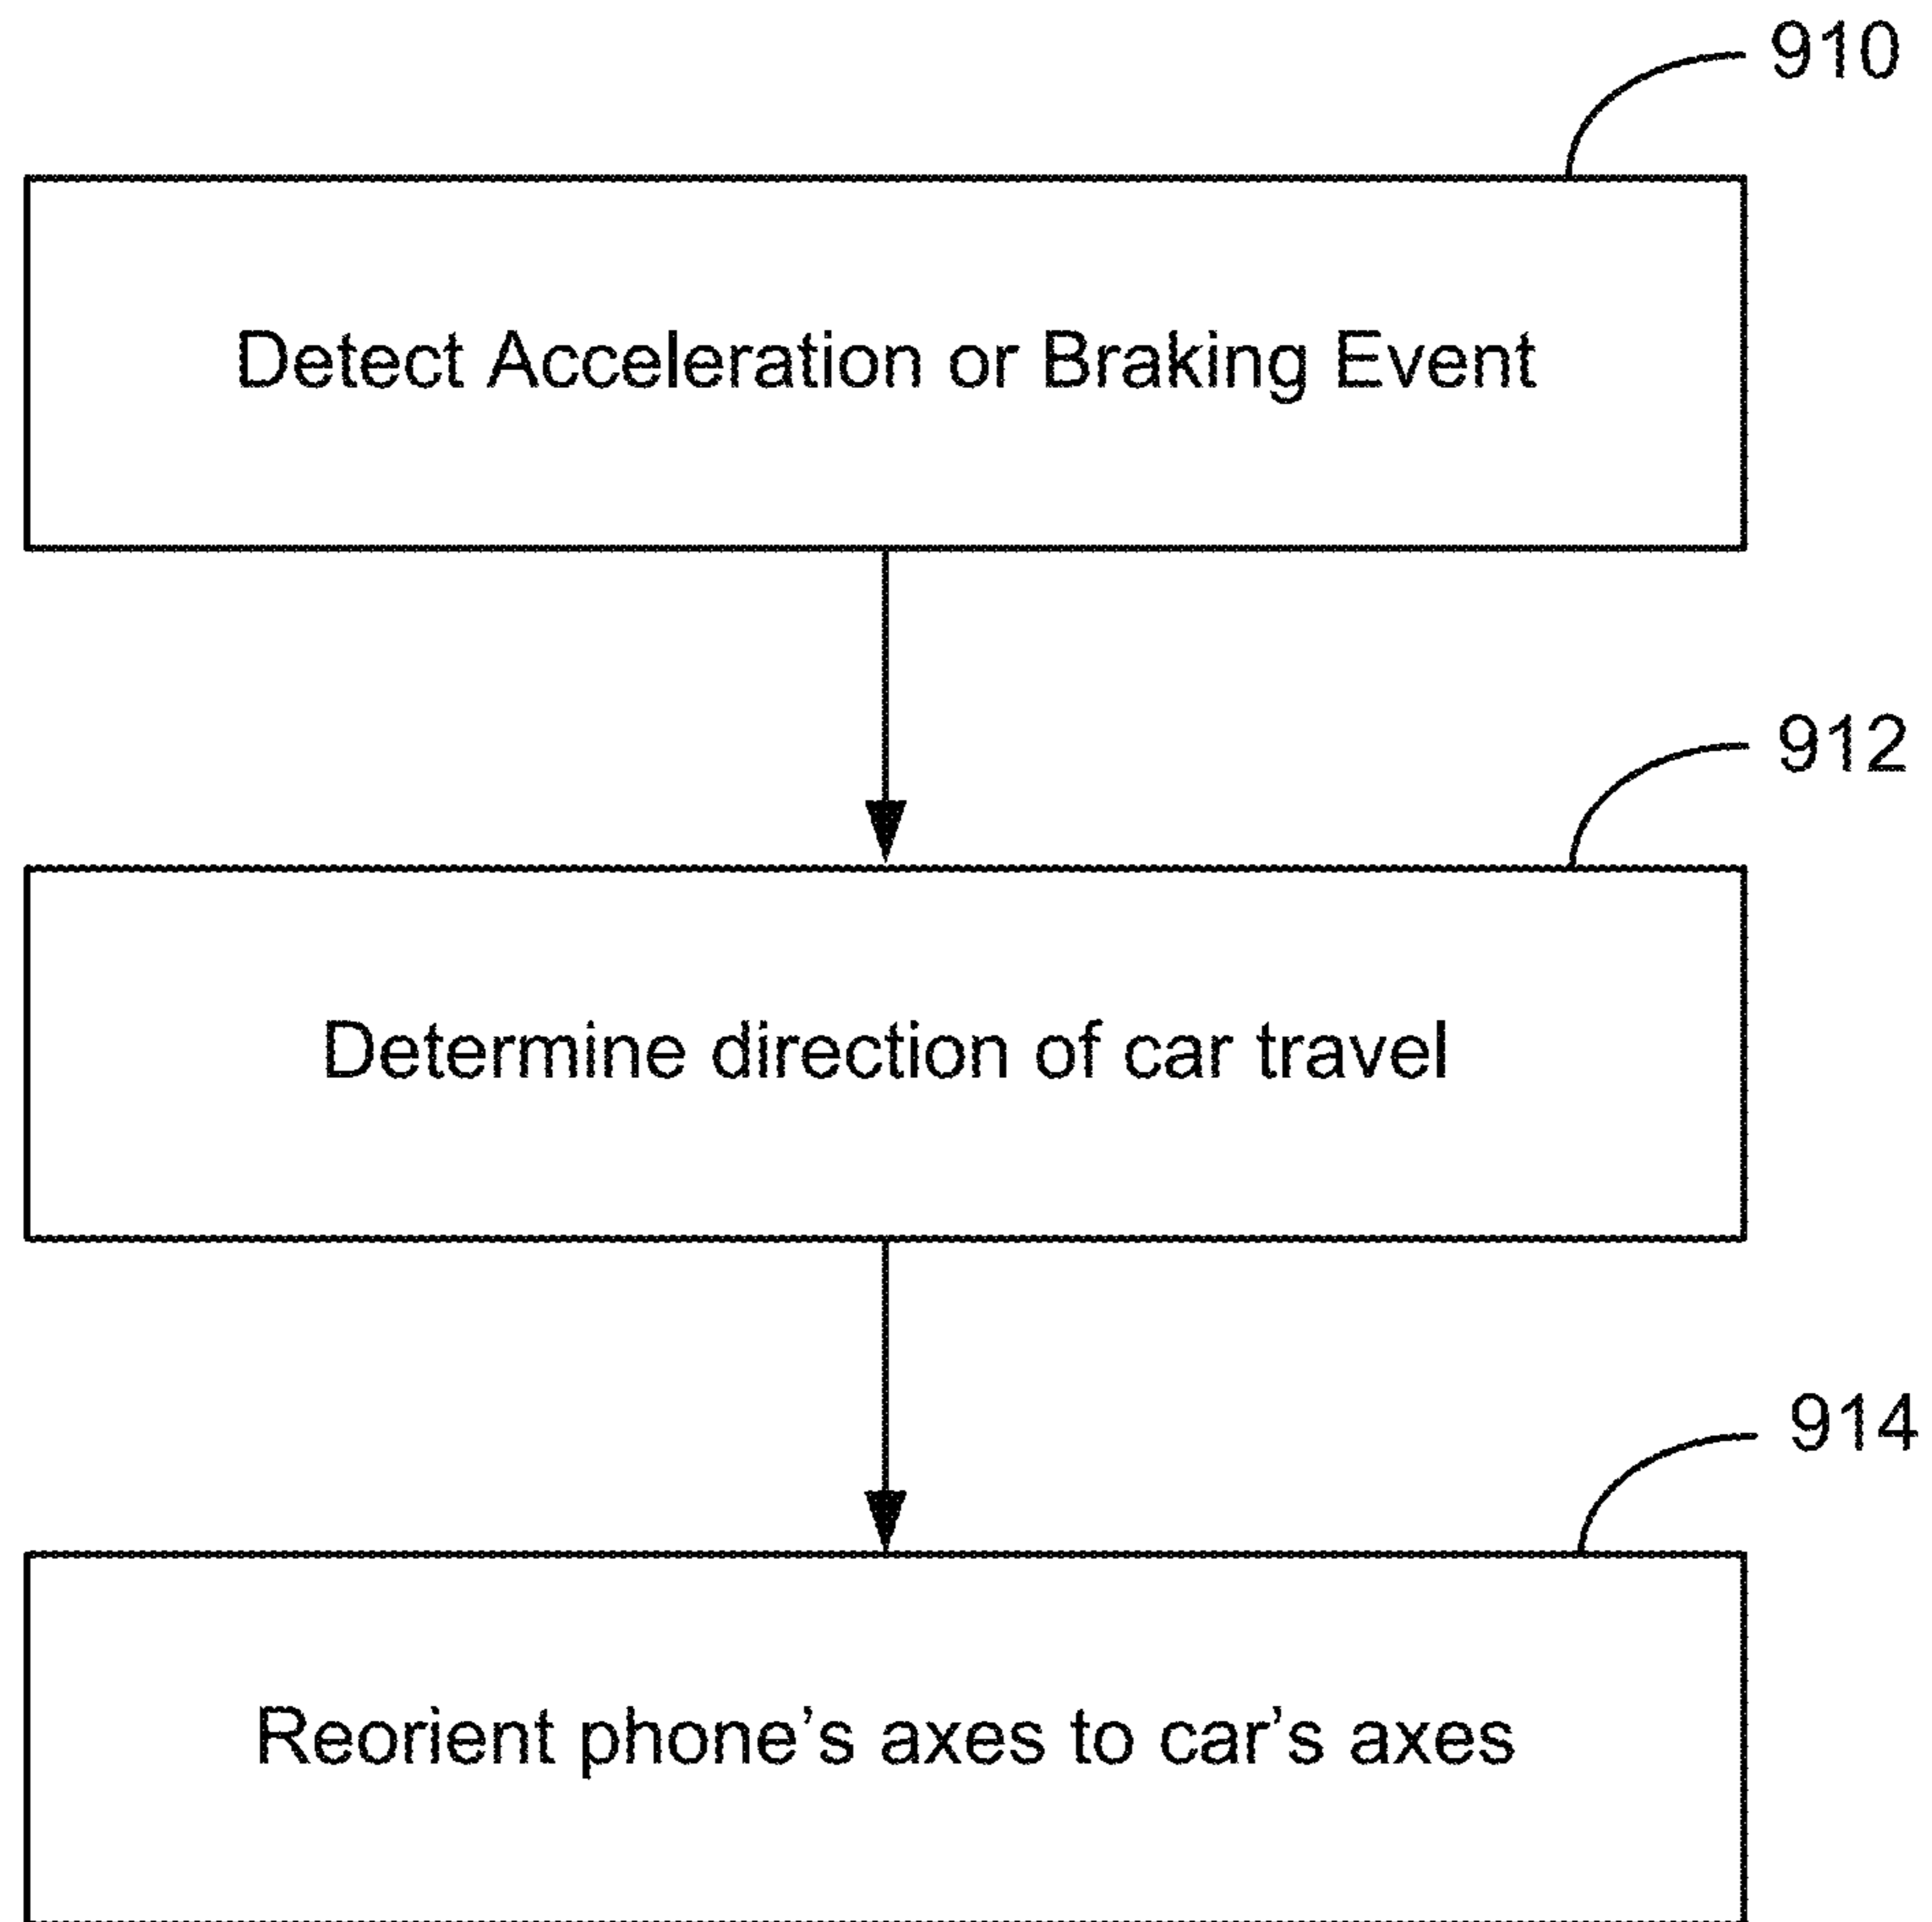 910
Detect Acceleration or Braking Event
912
Determine direction of car travel
914
Reorient phone’s axes to car’s axes